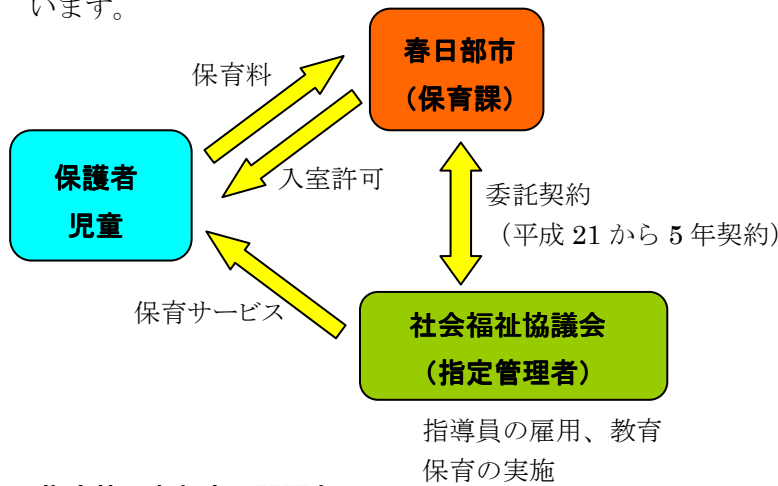 います。
春日部市
（保育課）
保育料
入室許可
保護者
児童
委託契約
（平成 21 から 5 年契約）
保育サービス
社会福祉協議会
（指定管理者）
指導員の雇用、教育
保育の実施